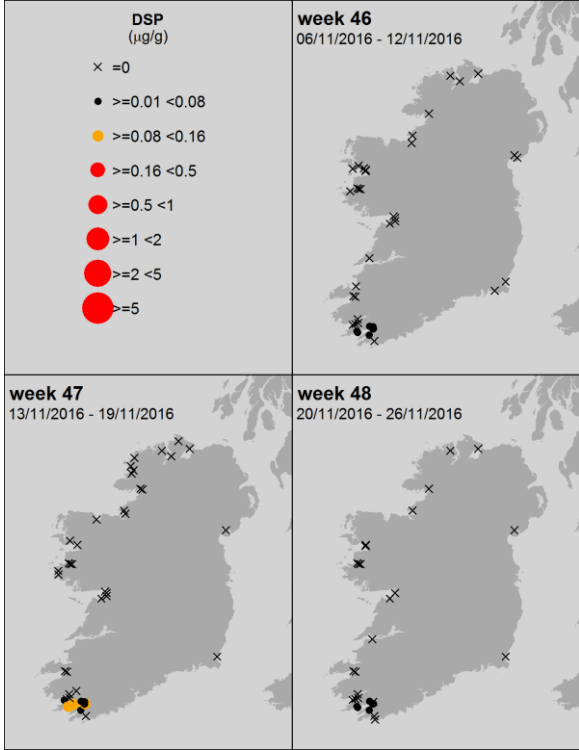 DSP
(µg/g)
=0
>=0.01 <0.08
>=0.08 <0.16
>=0.16 <0.5
>=0.5 <1
>=1 <2
>=2 <5
>=5
week 46
06/11/2016 - 12/11/2016
week 47
13/11/2016 - 19/11/2016
week 48
20/11/2016 - 26/11/2016